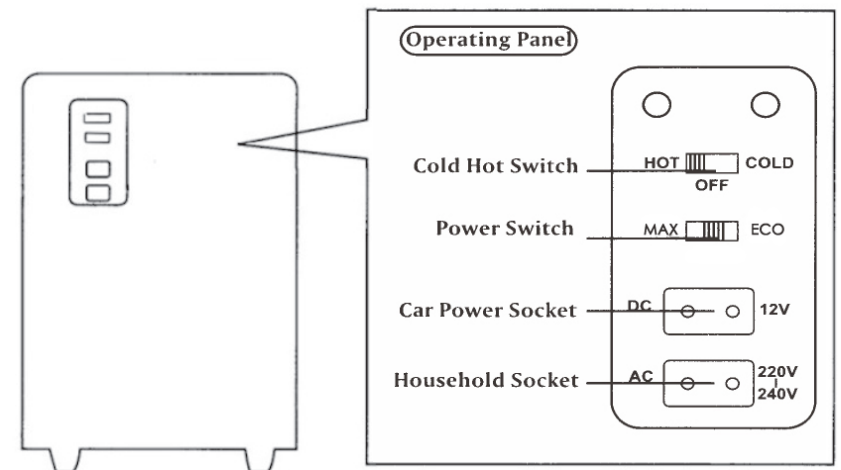 Operating Panel
Cold Hot Switch HOT COLD
OFF
Power Switch MAX ECO
Car Power Socket DC 12V
Household Socket AC 220V
240V